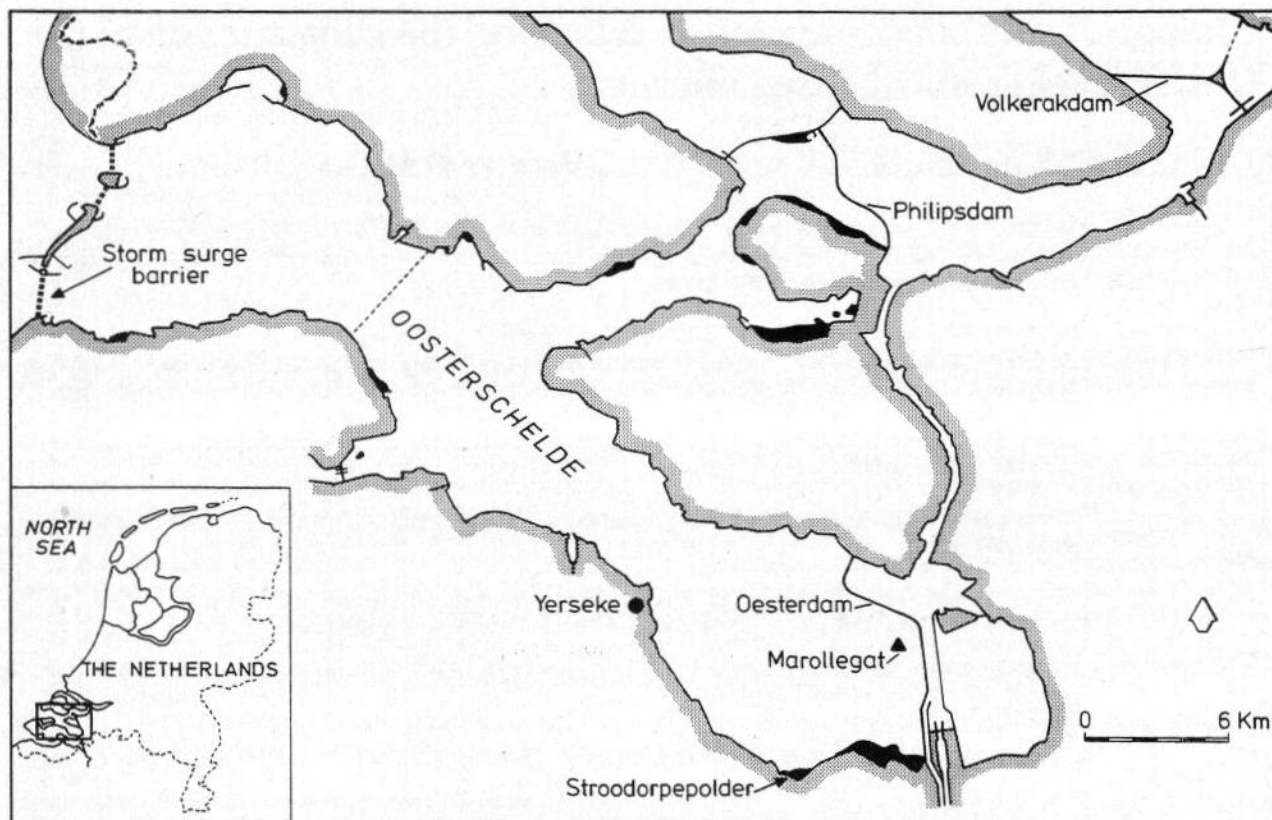 Volkerakdam
Philipsdam
Storm surge
barrier
OOSTERSCHELDE
NORTH
SEA
THE NETHERLANDS
Yerseke
Oesterdam
Marollegat
0 6 Km
Stroodorpepolder